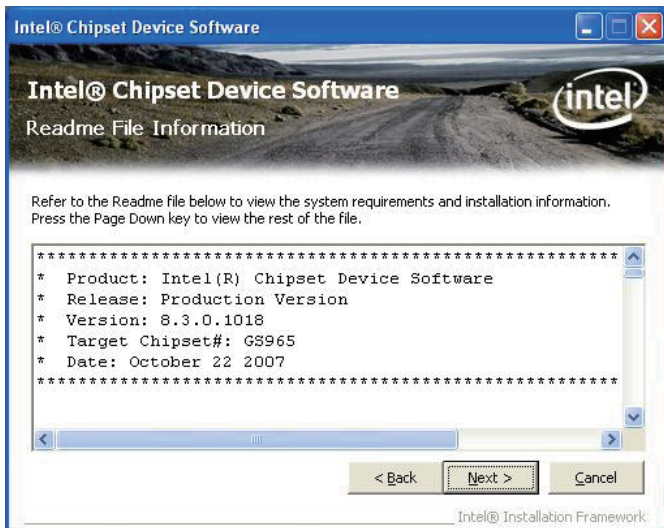 Intel® Chipset Device Software
Intel® Chipset Device Software
intel
Readme File Information
Refer to the Readme file below to view the system requirements and installation information.
Press the Page Down key to view the rest of the file.
********************************************************
* Product: Intel(R) Chipset Device Software
* Release: Production Version
* Version: 8.3.0.1018
* Target Chipset#: GS965
* Date: October 22 2007
********************************************************
< Back Next > Cancel
Intel® Installation Framework